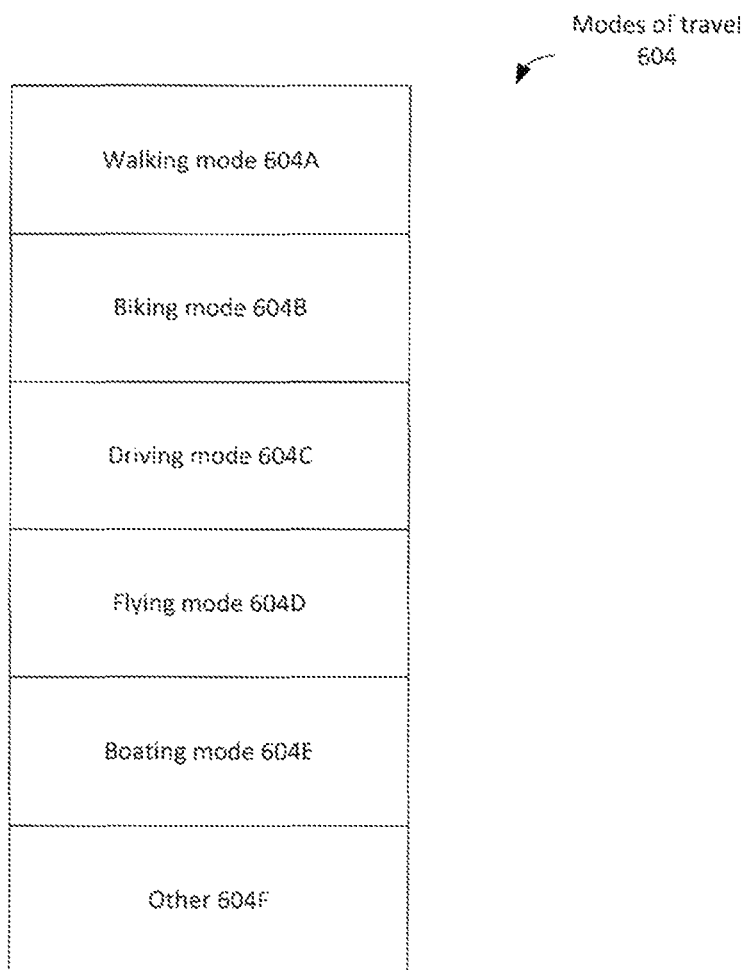 Modes of travel
604
Walking mode 604A
Biking mode 604B
Driving mode 604C
Flying mode 604D
Boating mode 604E
Other 604F